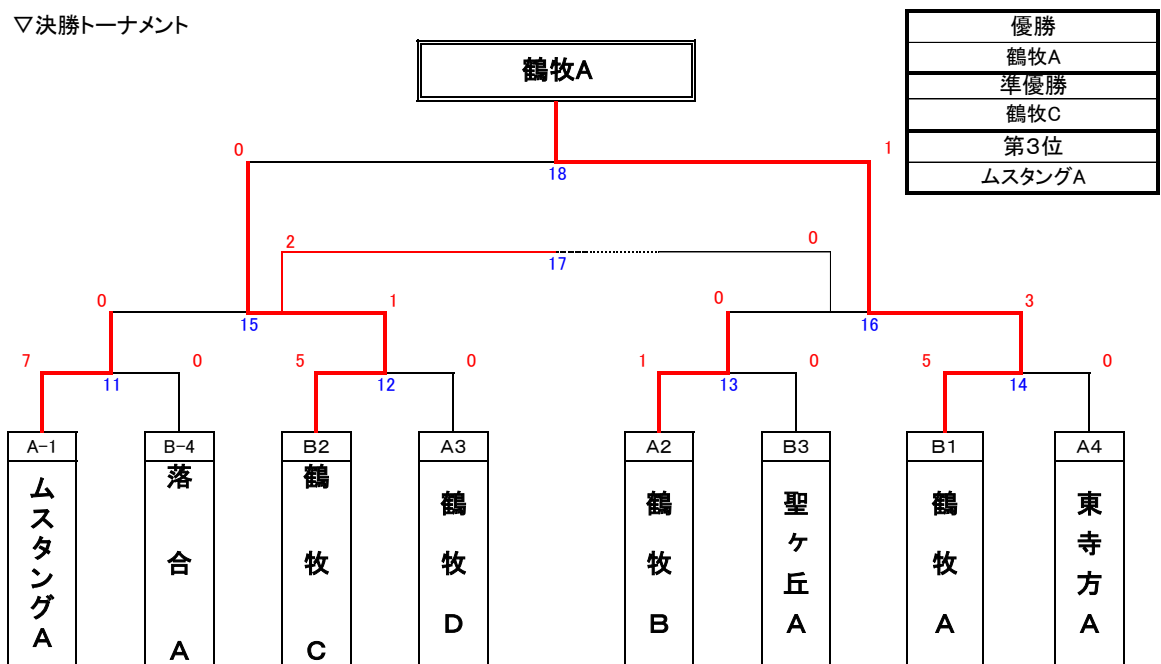 ▽決勝トーナメント
優勝
鶴牧A
準優勝
鶴牧C
第3位
ムスタングA
鶴牧A
0
1
18
2
0
17
0
1
0
3
15
16
7
0
5
0
1
0
5
0
11
12
13
14
A-1
B-4
B2
A3
A2
B3
B1
A4
ムスタングA
落合A
鶴牧C
鶴牧D
鶴牧B
聖ヶ丘A
鶴牧A
東寺方A